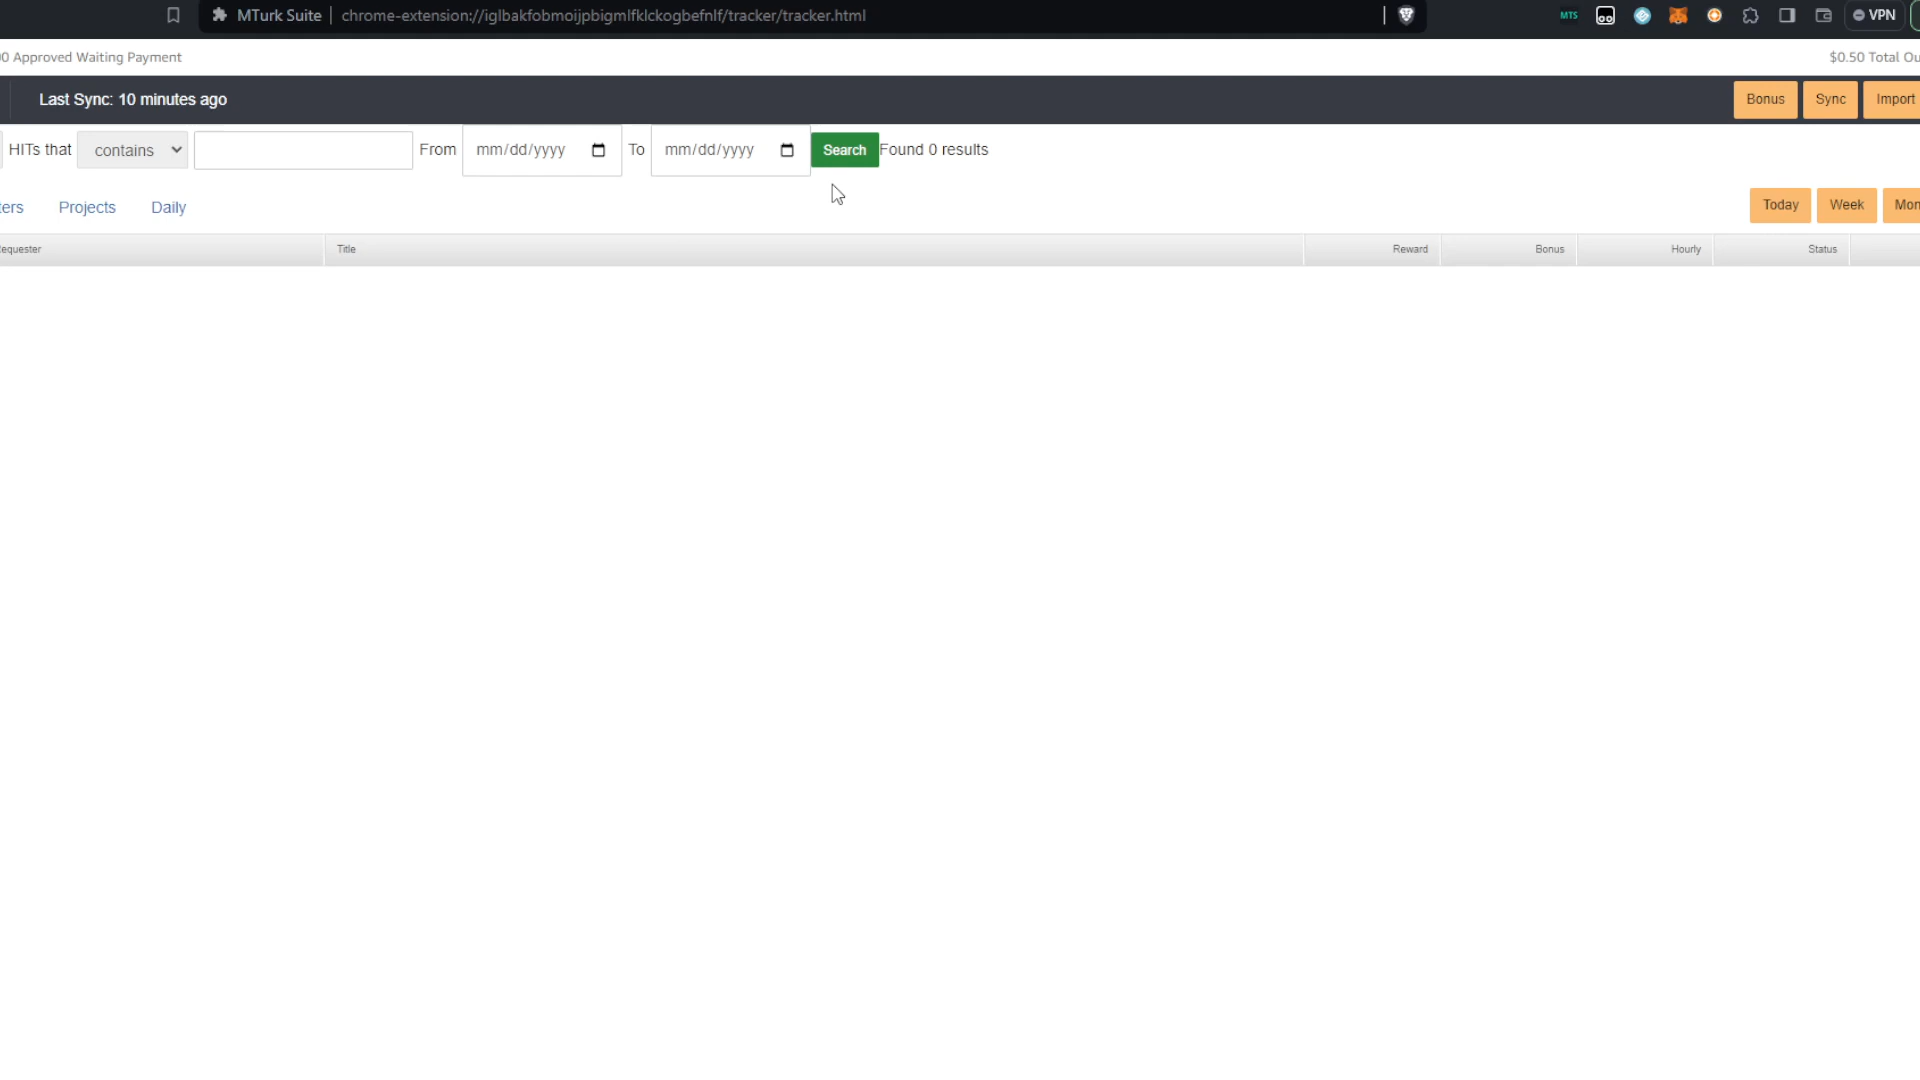 MTurk Suite | chrome-extension://iglbakfobmoijpbigmlfklckogbefnlf/tracker/tracker.html MTS VPN
00 Approved Waiting Payment $0.50 Total Ou
Last Sync: 10 minutes ago Bonus Sync Import
HITs that contains From mm/dd/yyyy To mm/dd/yyyy Search Found 0 results
ters Projects Daily Today Week Mon
Requester Title Reward Bonus Hourly Status